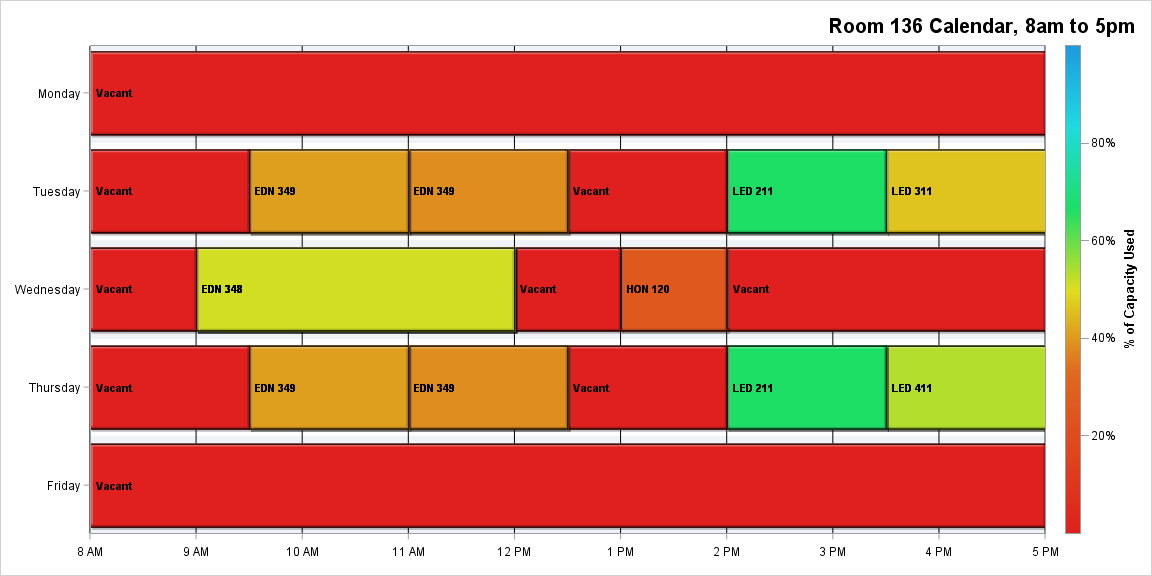 Room 136 Calendar, 8am to 5pm
Monday
Vacant
Tuesday
Vacant
EDN 349
EDN 349
Vacant
LED 211
LED 311
Wednesday
Vacant
EDN 348
Vacant
HON 120
Vacant
Thursday
Vacant
EDN 349
EDN 349
Vacant
LED 211
LED 411
Friday
Vacant
8 AM
9 AM
10 AM
11 AM
12 PM
1 PM
2 PM
3 PM
4 PM
5 PM
80%
60%
40%
20%
% of Capacity Used